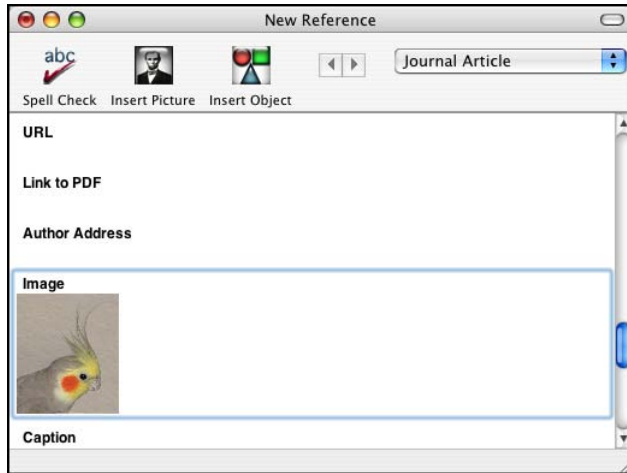 New Reference
abc
Journal Article
Spell Check Insert Picture Insert Object
URL
Link to PDF
Author Address
Image
Caption